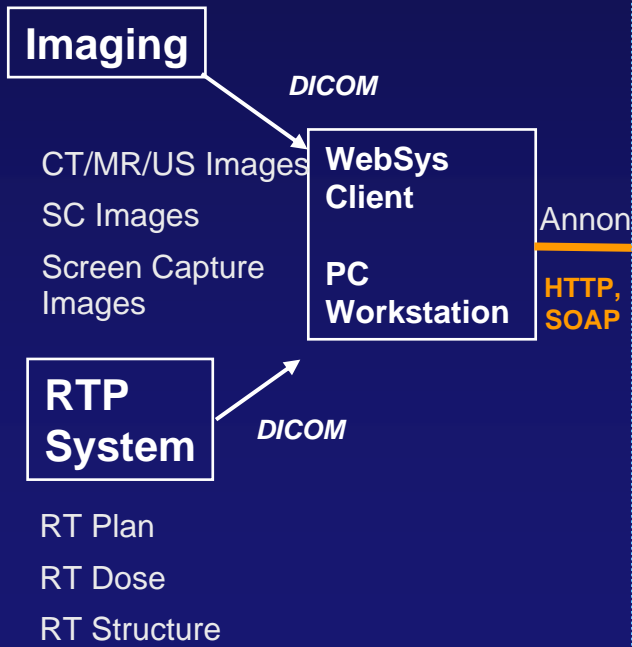 Imaging
DICOM
CT/MR/US Images
SC Images
Screen Capture
Images
WebSys
Client
PC
Workstation
Annon
HTTP,
SOAP
RTP
System
DICOM
RT Plan
RT Dose
RT Structure